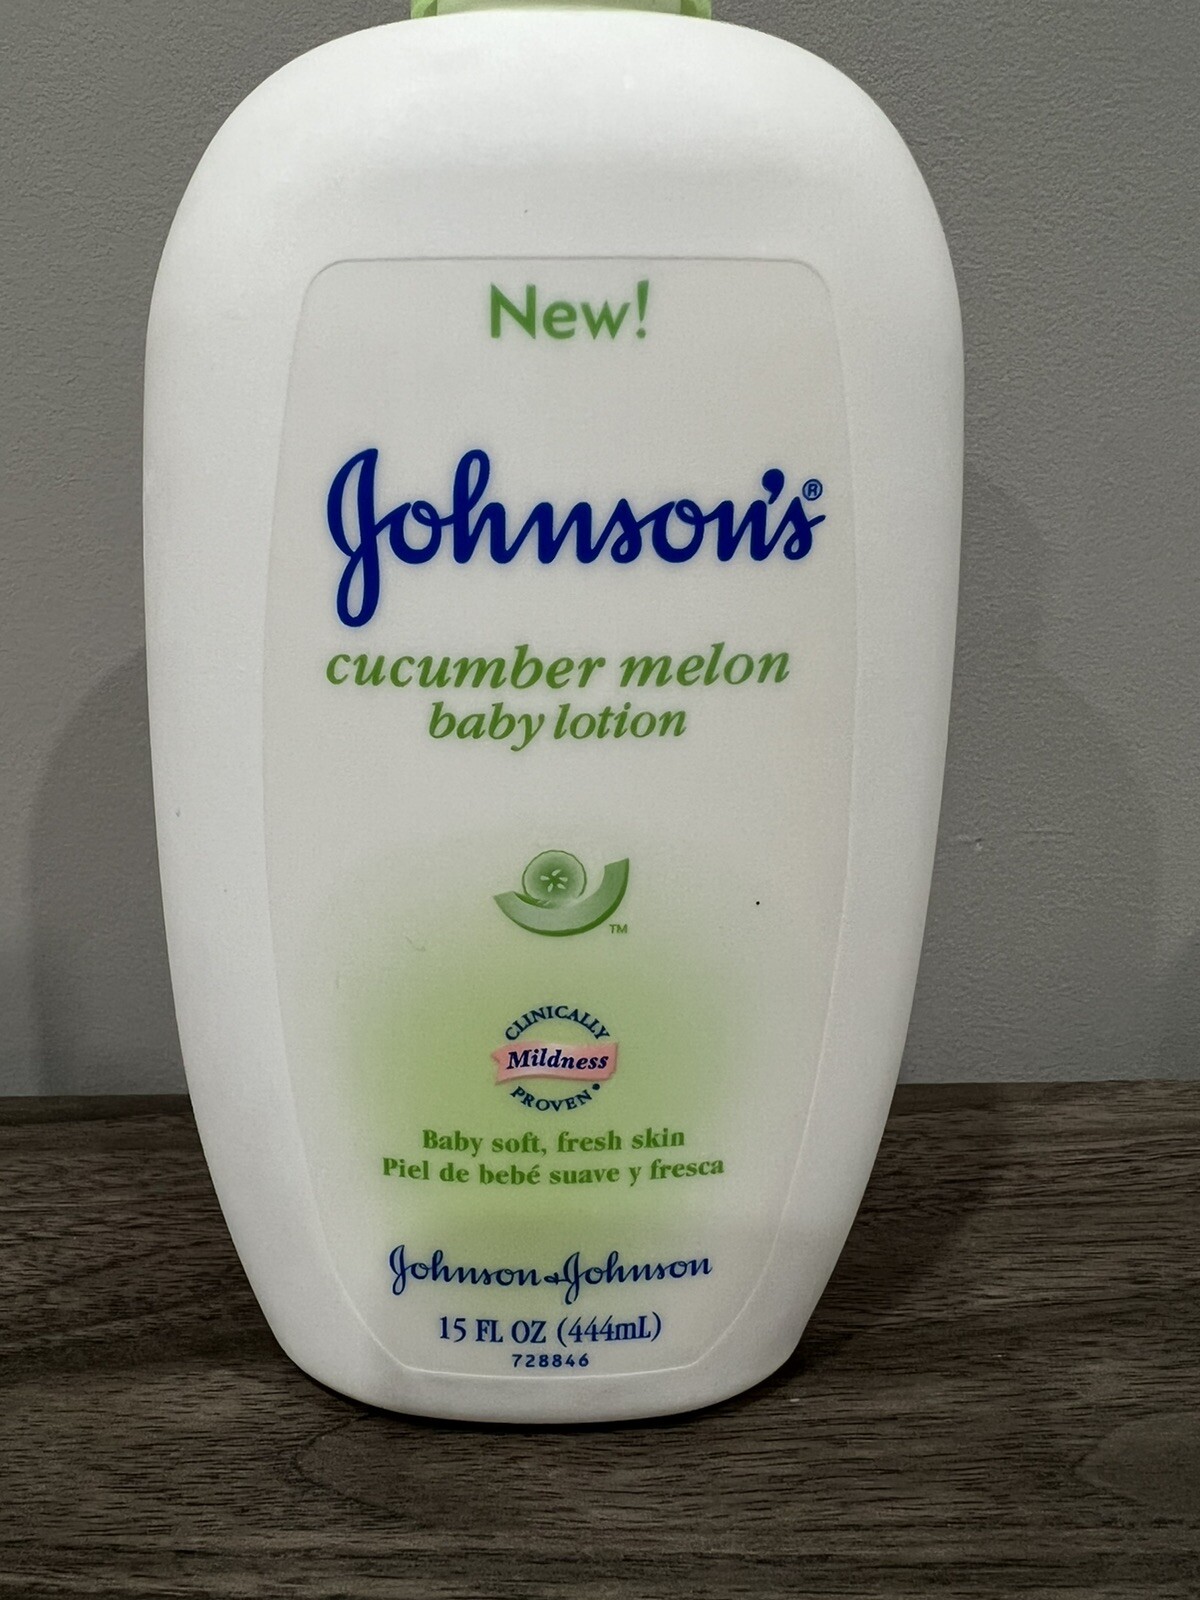 New!
Johnson's®
cucumber melon
baby lotion
TM
CLINICALLY
Mildness
PROVEN•
Baby soft, fresh skin
Piel de bebé suave y fresca
Johnson & Johnson
15 FL OZ (444mL)
728846